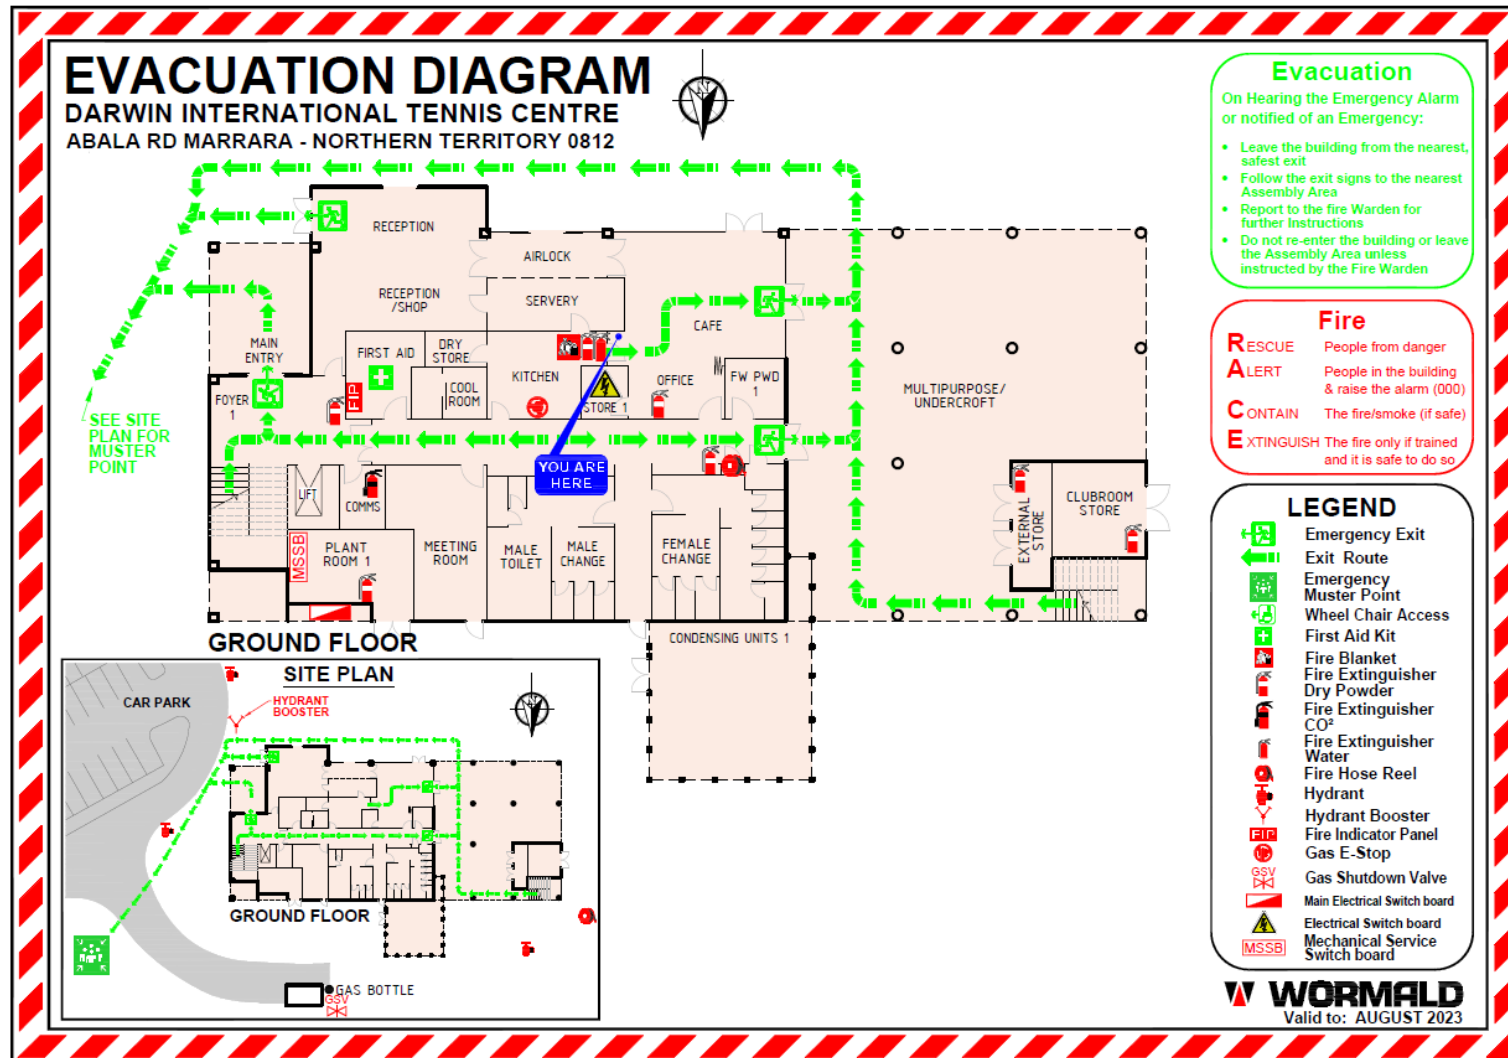 EVACUATION DIAGRAM
DARWIN INTERNATIONAL TENNIS CENTRE
ABALA RD MARRARA - NORTHERN TERRITORY 0812
RECEPTION
AIRLOCK
RECEPTION
/SHOP
SERVERY
CAFE
MAIN
ENTRY
FIRST AID
DRY
STORE
KITCHEN
COOL
ROOM
STORE 1
OFFICE
FW PWD
1
FOYER
1
FIP
MULTIPURPOSE/
UNDERCROFT
SEE SITE
PLAN FOR
MUSTER
POINT
YOU ARE
HERE
LIFT
COMMS
MSSB
PLANT
ROOM 1
MEETING
ROOM
MALE
TOILET
MALE
CHANGE
FEMALE
CHANGE
EXTERNAL
STORE
CLUBROOM
STORE
CONDENSING UNITS 1
GROUND FLOOR
SITE PLAN
CAR PARK
HYDRANT
BOOSTER
GROUND FLOOR
GAS BOTTLE
GSV
Evacuation
On Hearing the Emergency Alarm
or notified of an Emergency:
• Leave the building from the nearest,
safest exit
• Follow the exit signs to the nearest
Assembly Area
• Report to the fire Warden for
further Instructions
• Do not re-enter the building or leave
the Assembly Area unless
instructed by the Fire Warden
Fire
RESCUE People from danger
ALERT People in the building
& raise the alarm (000)
CONTAIN The fire/smoke (if safe)
EXTINGUISH The fire only if trained
and it is safe to do so
LEGEND
Emergency Exit
Exit Route
Emergency
Muster Point
Wheel Chair Access
First Aid Kit
Fire Blanket
Fire Extinguisher
Dry Powder
Fire Extinguisher
CO²
Fire Extinguisher
Water
Fire Hose Reel
Hydrant
Hydrant Booster
FIP Fire Indicator Panel
Gas E-Stop
GSV
Gas Shutdown Valve
Main Electrical Switch board
Electrical Switch board
MSSB Mechanical Service
Switch board
WORMALD
Valid to: AUGUST 2023